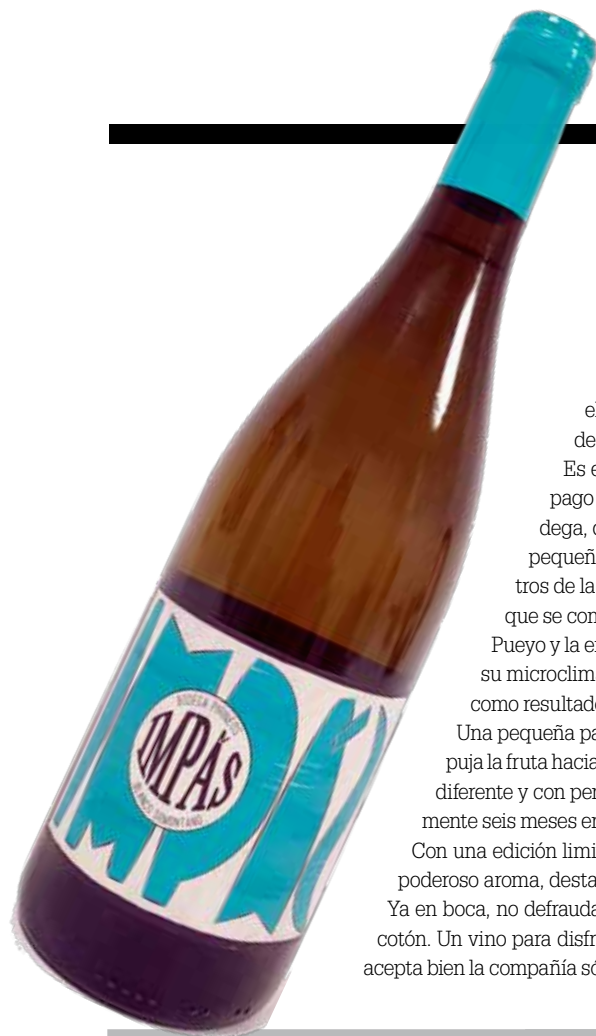 el
de
Es e
pago
dega,
pequeñ
tros de la
que se con
Pueyo y la
su microclim
como resultado
Una pequeña pa
puja la fruta hacia
diferente y con per
mente seis meses en
Con una edición limi
poderoso aroma, desta
Ya en boca, no defrauda
cotón. Un vino para disfr
acepta bien la compañía só
BODEGA PIRINEOS
IMPÁS
BLANCO SOMONTANO
IMPÁS